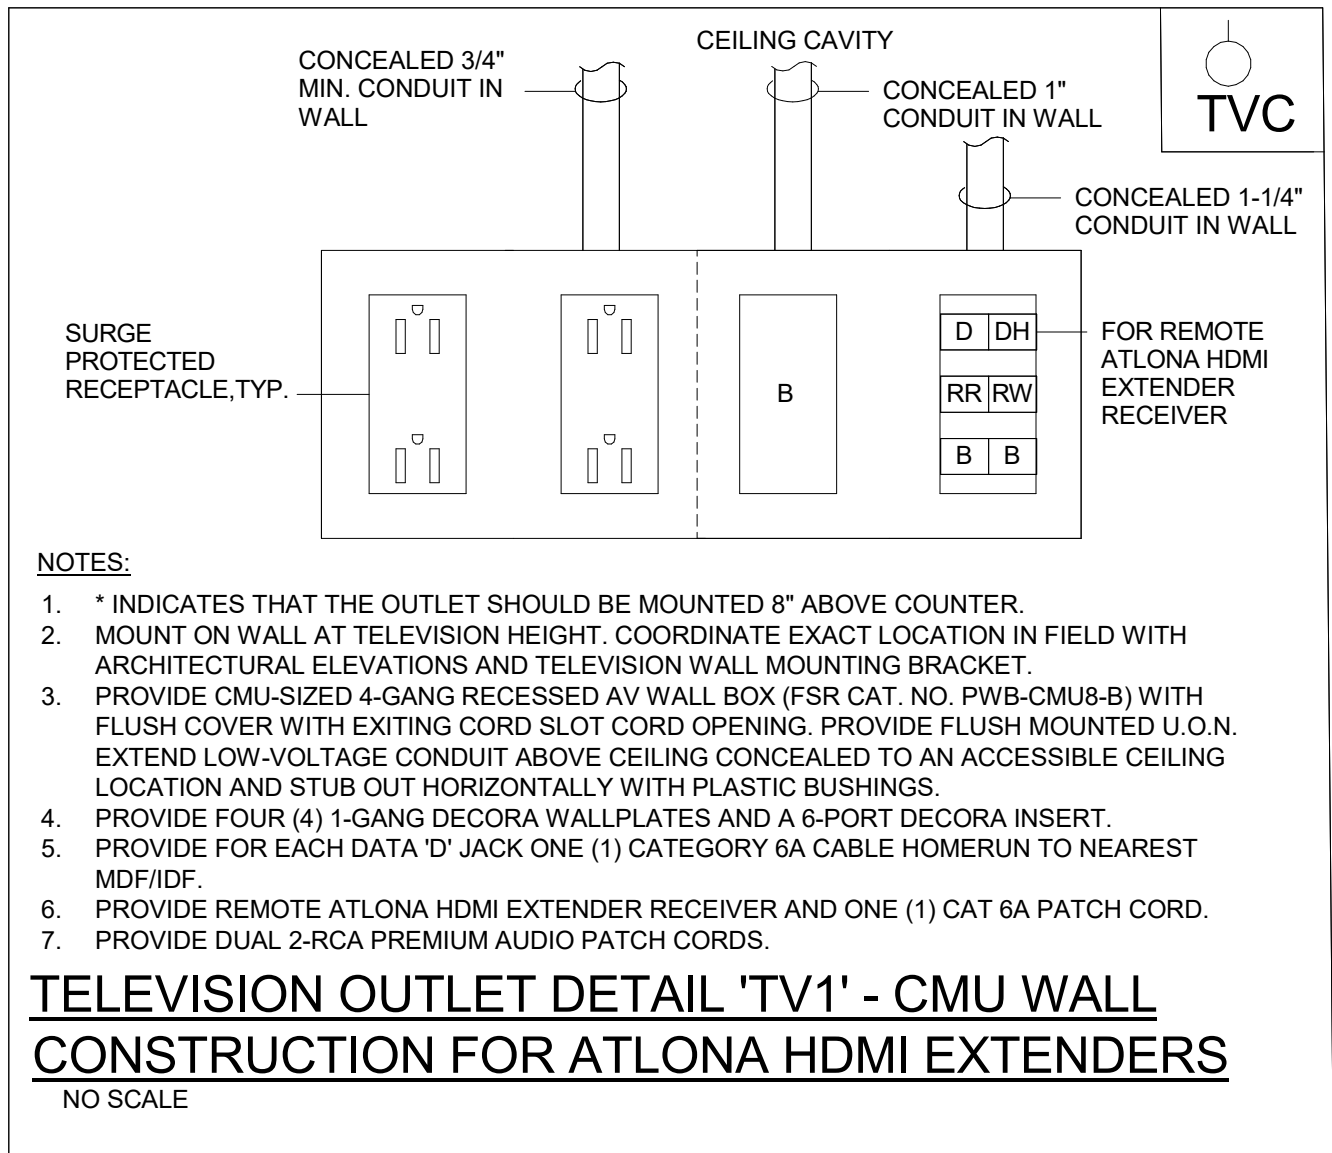 CEILING CAVITY
CONCEALED 3/4"
MIN. CONDUIT IN
WALL
CONCEALED 1"
CONDUIT IN WALL
TVC
CONCEALED 1-1/4"
CONDUIT IN WALL
SURGE
PROTECTED
RECEPTACLE,TYP.
B
D DH
RR RW
B B
FOR REMOTE
ATLONA HDMI
EXTENDER
RECEIVER
NOTES:
1. * INDICATES THAT THE OUTLET SHOULD BE MOUNTED 8" ABOVE COUNTER.
2. MOUNT ON WALL AT TELEVISION HEIGHT. COORDINATE EXACT LOCATION IN FIELD WITH
ARCHITECTURAL ELEVATIONS AND TELEVISION WALL MOUNTING BRACKET.
3. PROVIDE CMU-SIZED 4-GANG RECESSED AV WALL BOX (FSR CAT. NO. PWB-CMU8-B) WITH
FLUSH COVER WITH EXITING CORD SLOT CORD OPENING. PROVIDE FLUSH MOUNTED U.O.N.
EXTEND LOW-VOLTAGE CONDUIT ABOVE CEILING CONCEALED TO AN ACCESSIBLE CEILING
LOCATION AND STUB OUT HORIZONTALLY WITH PLASTIC BUSHINGS.
4. PROVIDE FOUR (4) 1-GANG DECORA WALLPLATES AND A 6-PORT DECORA INSERT.
5. PROVIDE FOR EACH DATA 'D' JACK ONE (1) CATEGORY 6A CABLE HOMERUN TO NEAREST
MDF/IDF.
6. PROVIDE REMOTE ATLONA HDMI EXTENDER RECEIVER AND ONE (1) CAT 6A PATCH CORD.
7. PROVIDE DUAL 2-RCA PREMIUM AUDIO PATCH CORDS.
TELEVISION OUTLET DETAIL 'TV1' - CMU WALL
CONSTRUCTION FOR ATLONA HDMI EXTENDERS
NO SCALE